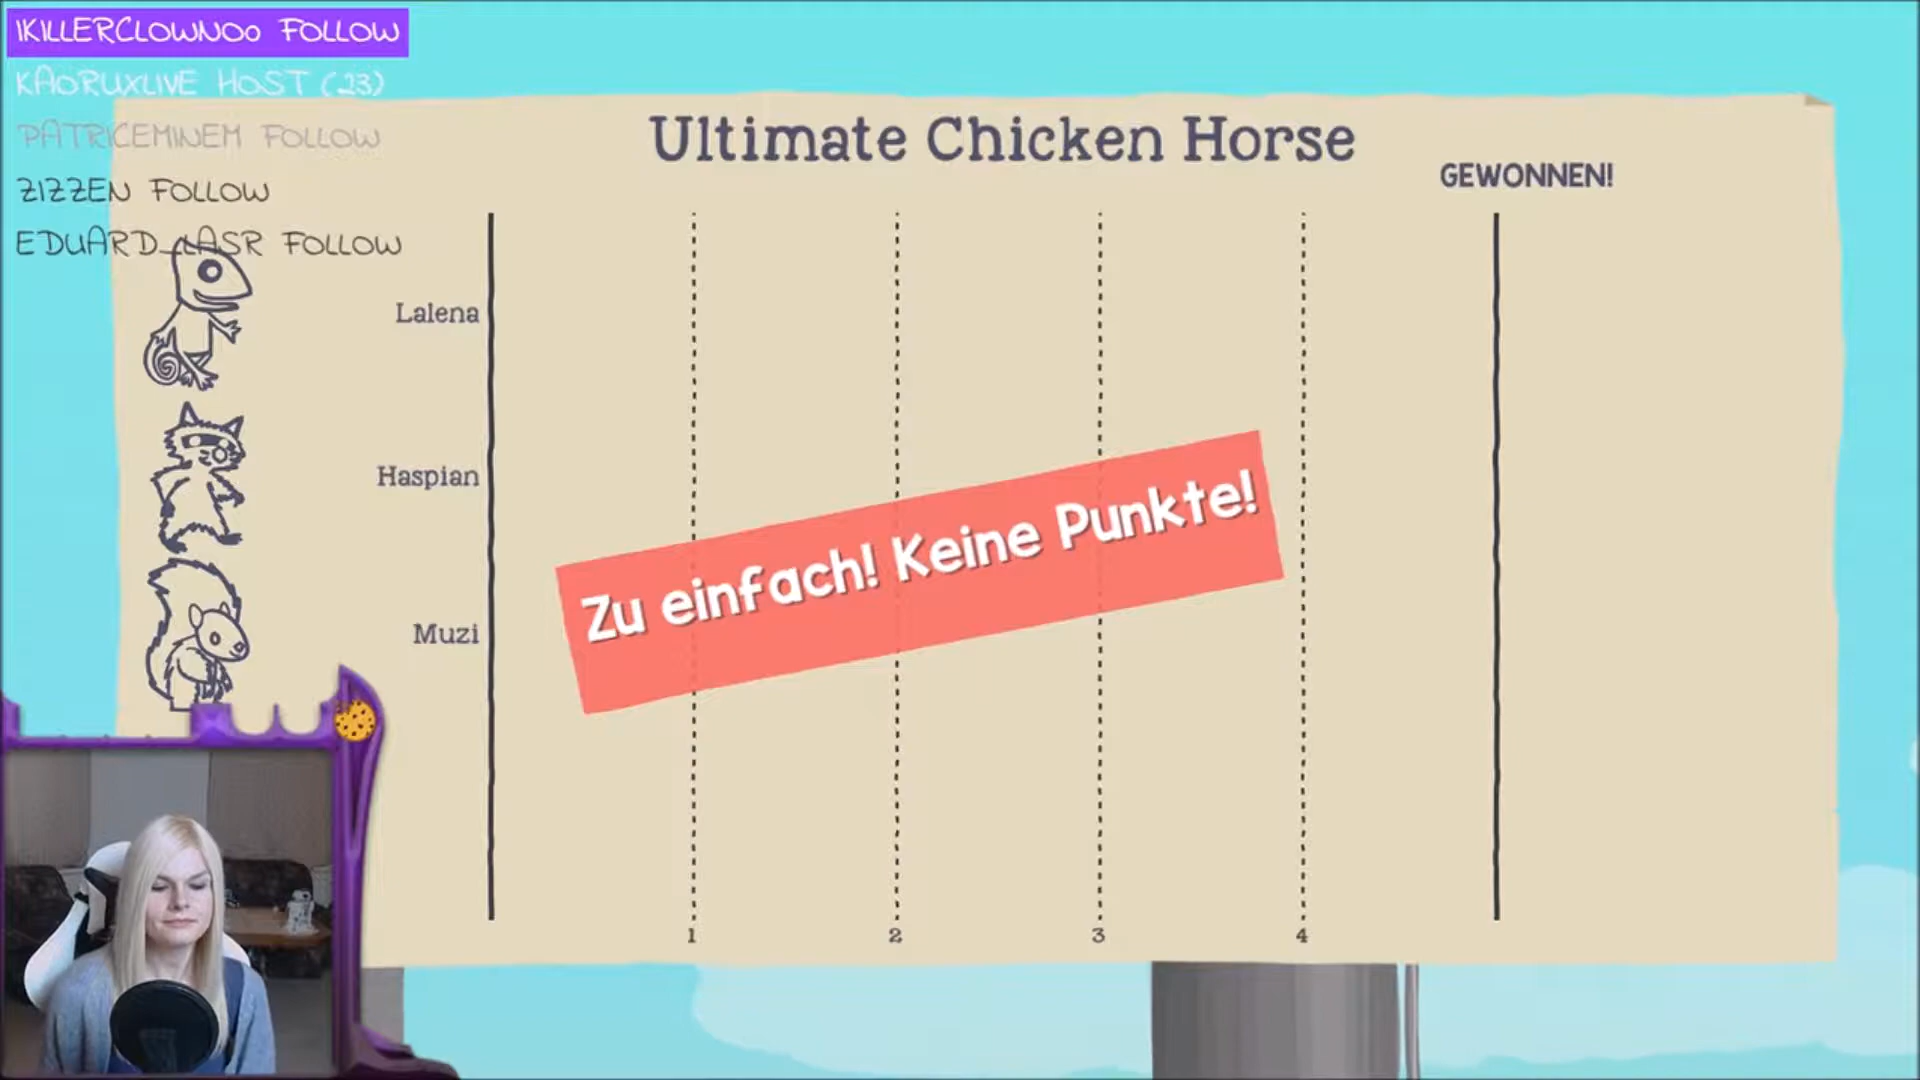 1KILLERCLOWN00 FOLLOW
KAORUXLIVE HOST (23)
PATRICEMINEM FOLLOW
ZIZZEN FOLLOW
EDUARD_LASR FOLLOW
Ultimate Chicken Horse
GEWONNEN!
Lalena
Haspian
Muzi
Zu einfach! Keine Punkte!
1 2 3 4